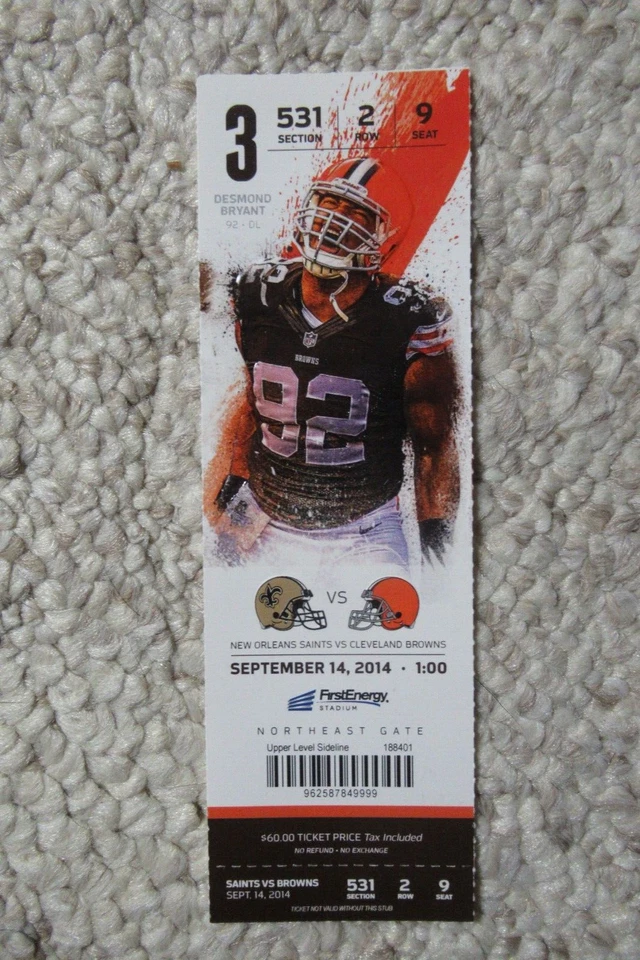 3 531 2 9
SECTION ROW SEAT
DESMOND
BRYANT
92 - DL
92
BROWNS
92
VS
NEW ORLEANS SAINTS VS CLEVELAND BROWNS
SEPTEMBER 14, 2014 · 1:00
FirstEnergy
STADIUM
NORTHEAST GATE
Upper Level Sideline 188401
962587849999
$60.00 TICKET PRICE Tax Included
NO REFUND • NO EXCHANGE
SAINTS VS BROWNS 531 2 9
SEPT. 14, 2014 SECTION ROW SEAT
TICKET NOT VALID WITHOUT THIS STUB